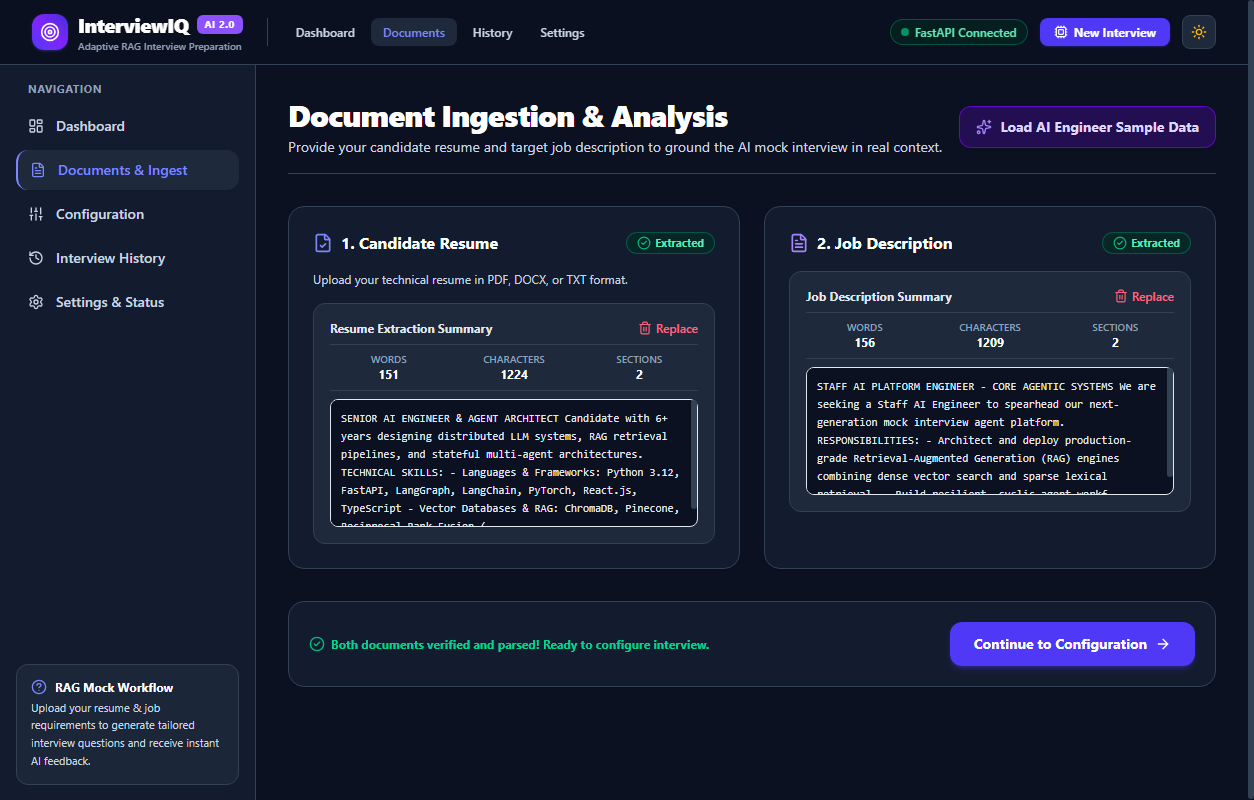 InterviewIQ AI 2.0
Adaptive RAG Interview Preparation
Dashboard
Documents
History
Settings
FastAPI Connected
New Interview
NAVIGATION
Dashboard
Documents & Ingest
Configuration
Interview History
Settings & Status
RAG Mock Workflow
Upload your resume & job
requirements to generate tailored
interview questions and receive instant
AI feedback.
Document Ingestion & Analysis
Provide your candidate resume and target job description to ground the AI mock interview in real context.
Load AI Engineer Sample Data
1. Candidate Resume
Extracted
Upload your technical resume in PDF, DOCX, or TXT format.
Resume Extraction Summary
Replace
WORDS CHARACTERS SECTIONS
151 1224 2
SENIOR AI ENGINEER & AGENT ARCHITECT Candidate with 6+
years designing distributed LLM systems, RAG retrieval
pipelines, and stateful multi-agent architectures.
TECHNICAL SKILLS: - Languages & Frameworks: Python 3.12,
FastAPI, LangGraph, LangChain, PyTorch, React.js,
TypeScript - Vector Databases & RAG: ChromaDB, Pinecone,
Reciprocal Rank Fusion (
2. Job Description
Extracted
Job Description Summary
Replace
WORDS CHARACTERS SECTIONS
156 1209 2
STAFF AI PLATFORM ENGINEER - CORE AGENTIC SYSTEMS We are
seeking a Staff AI Engineer to spearhead our next-
generation mock interview agent platform.
RESPONSIBILITIES: - Architect and deploy production-
grade Retrieval-Augmented Generation (RAG) engines
combining dense vector search and sparse lexical
retrieval. - Build resilient, cyclic agent workf
Both documents verified and parsed! Ready to configure interview.
Continue to Configuration